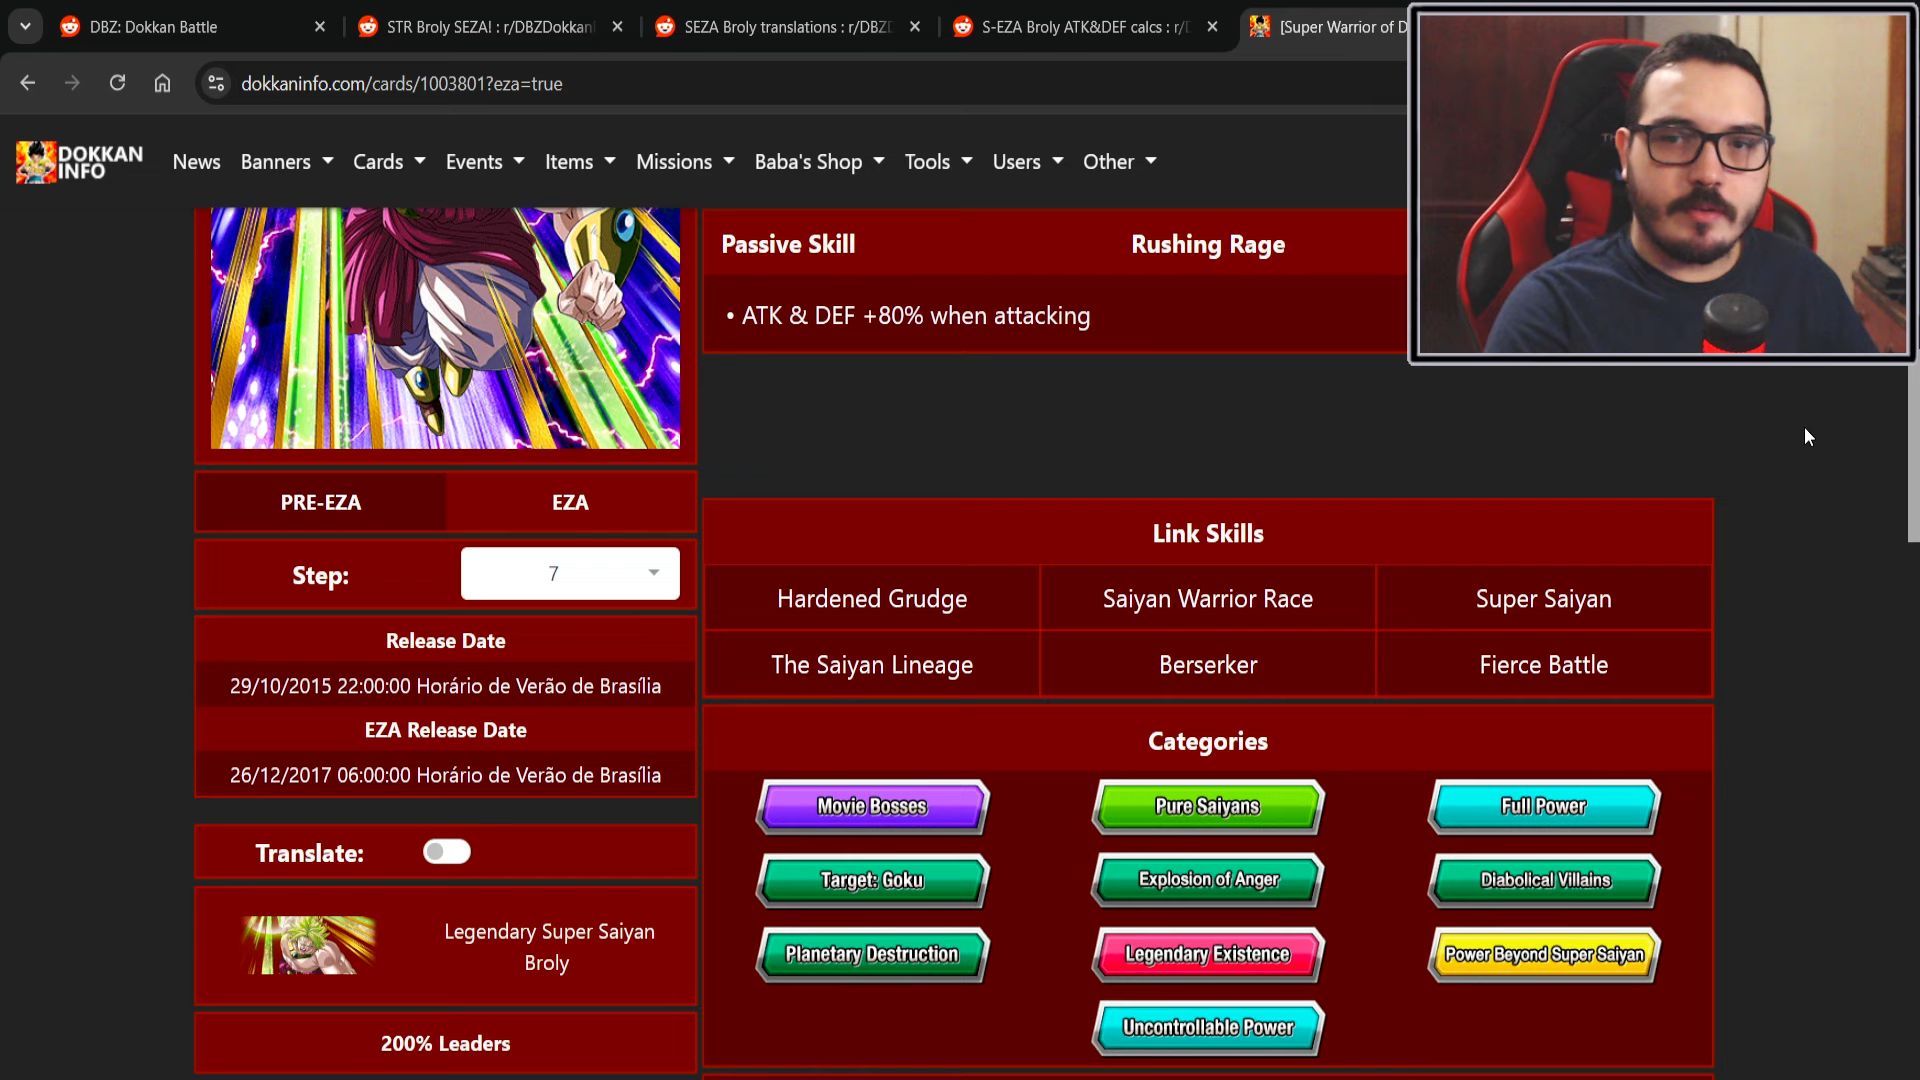 DBZ: Dokkan Battle
STR Broly SEZA! : r/DBZDokkan
SEZA Broly translations : r/DBZD
S-EZA Broly ATK&DEF calcs : r/D
[Super Warrior of D
dokkaninfo.com/cards/1003801?eza=true
DOKKAN INFO
News
Banners
Cards
Events
Items
Missions
Baba's Shop
Tools
Users
Other
Passive Skill
Rushing Rage
• ATK & DEF +80% when attacking
PRE-EZA
EZA
Step:
7
Release Date
29/10/2015 22:00:00 Horário de Verão de Brasília
EZA Release Date
26/12/2017 06:00:00 Horário de Verão de Brasília
Translate:
Legendary Super Saiyan
Broly
200% Leaders
Link Skills
Hardened Grudge
Saiyan Warrior Race
Super Saiyan
The Saiyan Lineage
Berserker
Fierce Battle
Categories
Movie Bosses
Pure Saiyans
Full Power
Target: Goku
Explosion of Anger
Diabolical Villains
Planetary Destruction
Legendary Existence
Power Beyond Super Saiyan
Uncontrollable Power